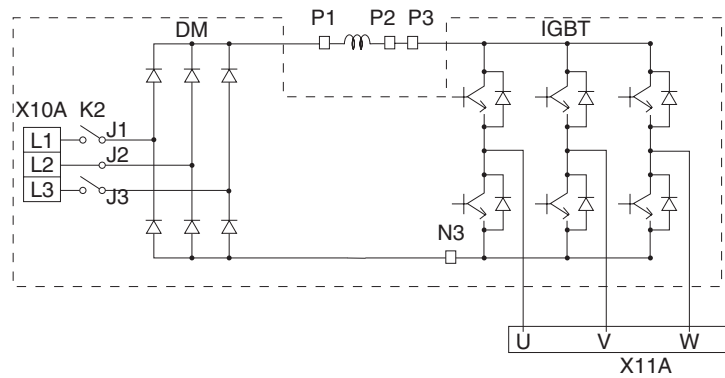 P1 P2 P3
DM IGBT
X10A K2
L1 J1
L2 J2
L3 J3
N3
U V W
X11A